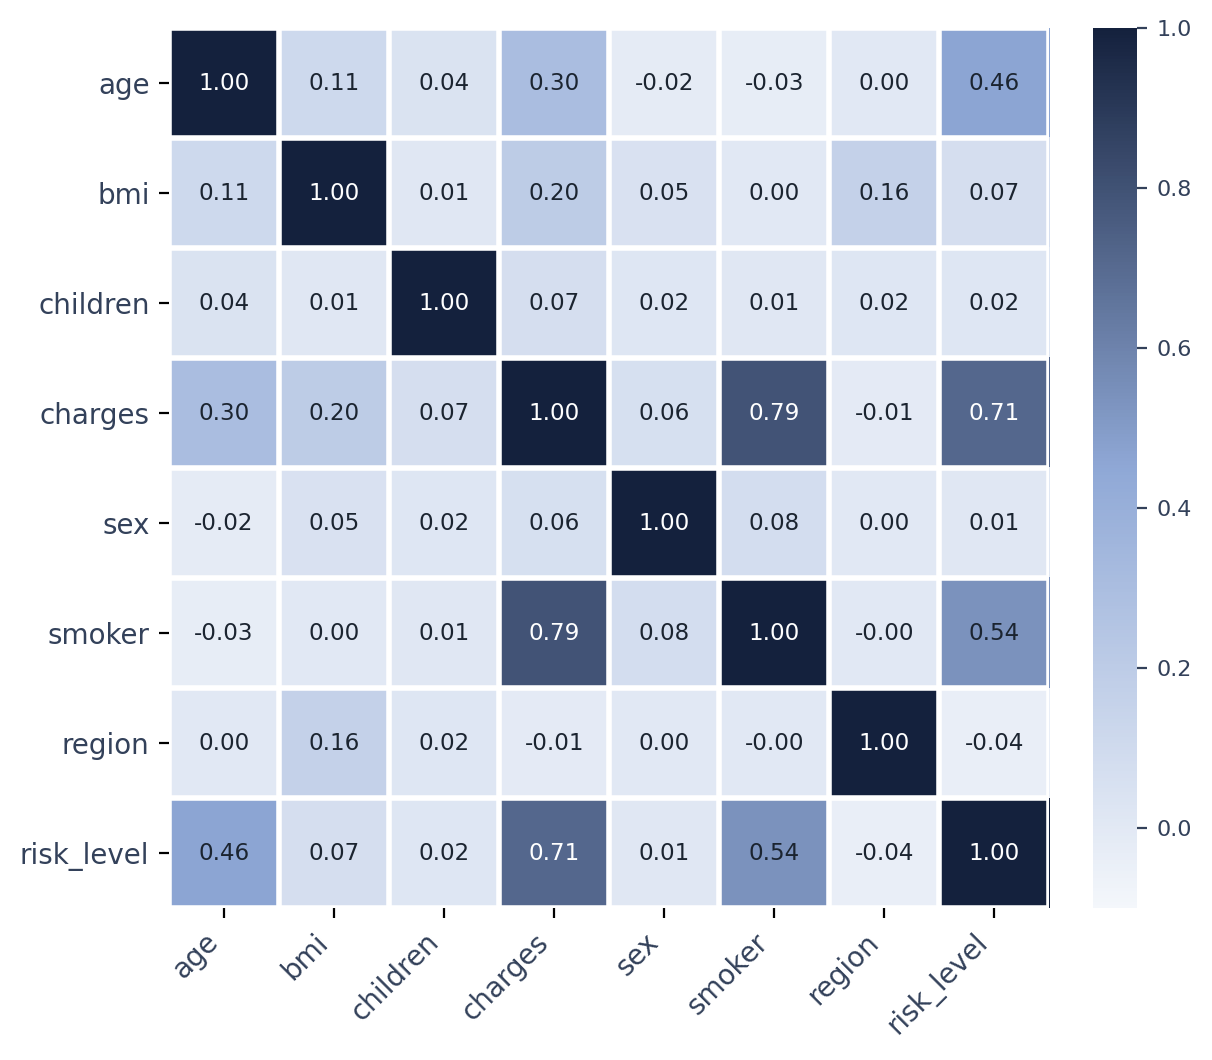 age 1.00 0.11 0.04 0.30 -0.02 -0.03 0.00 0.46
bmi 0.11 1.00 0.01 0.20 0.05 0.00 0.16 0.07
children 0.04 0.01 1.00 0.07 0.02 0.01 0.02 0.02
charges 0.30 0.20 0.07 1.00 0.06 0.79 -0.01 0.71
sex -0.02 0.05 0.02 0.06 1.00 0.08 0.00 0.01
smoker -0.03 0.00 0.01 0.79 0.08 1.00 -0.00 0.54
region 0.00 0.16 0.02 -0.01 0.00 -0.00 1.00 -0.04
risk_level 0.46 0.07 0.02 0.71 0.01 0.54 -0.04 1.00
age bmi children charges sex smoker region risk_level
1.0
0.8
0.6
0.4
0.2
0.0